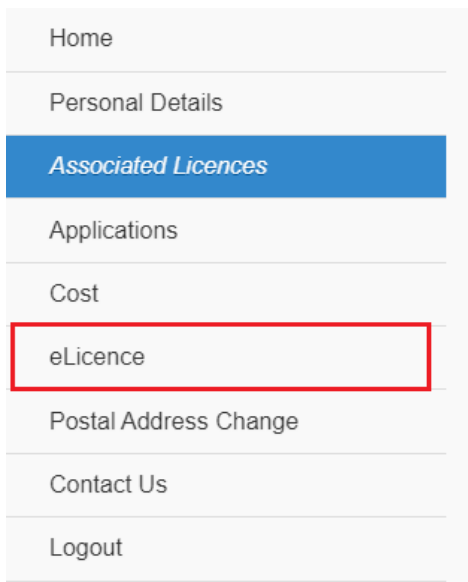 Home
Personal Details
Associated Licences
Applications
Cost
eLicence
Postal Address Change
Contact Us
Logout